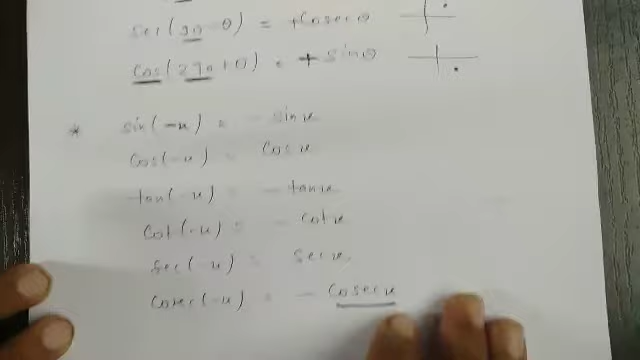 sec(90-θ) = +cosecθ
cos(270+θ) = + sinθ
* sin(-x) = - sinx
cos(-x) = cosx
tan(-x) = - tanx
cot(-x) = - cotx
sec(-x) = secx
cosec(-x) = - cosecx